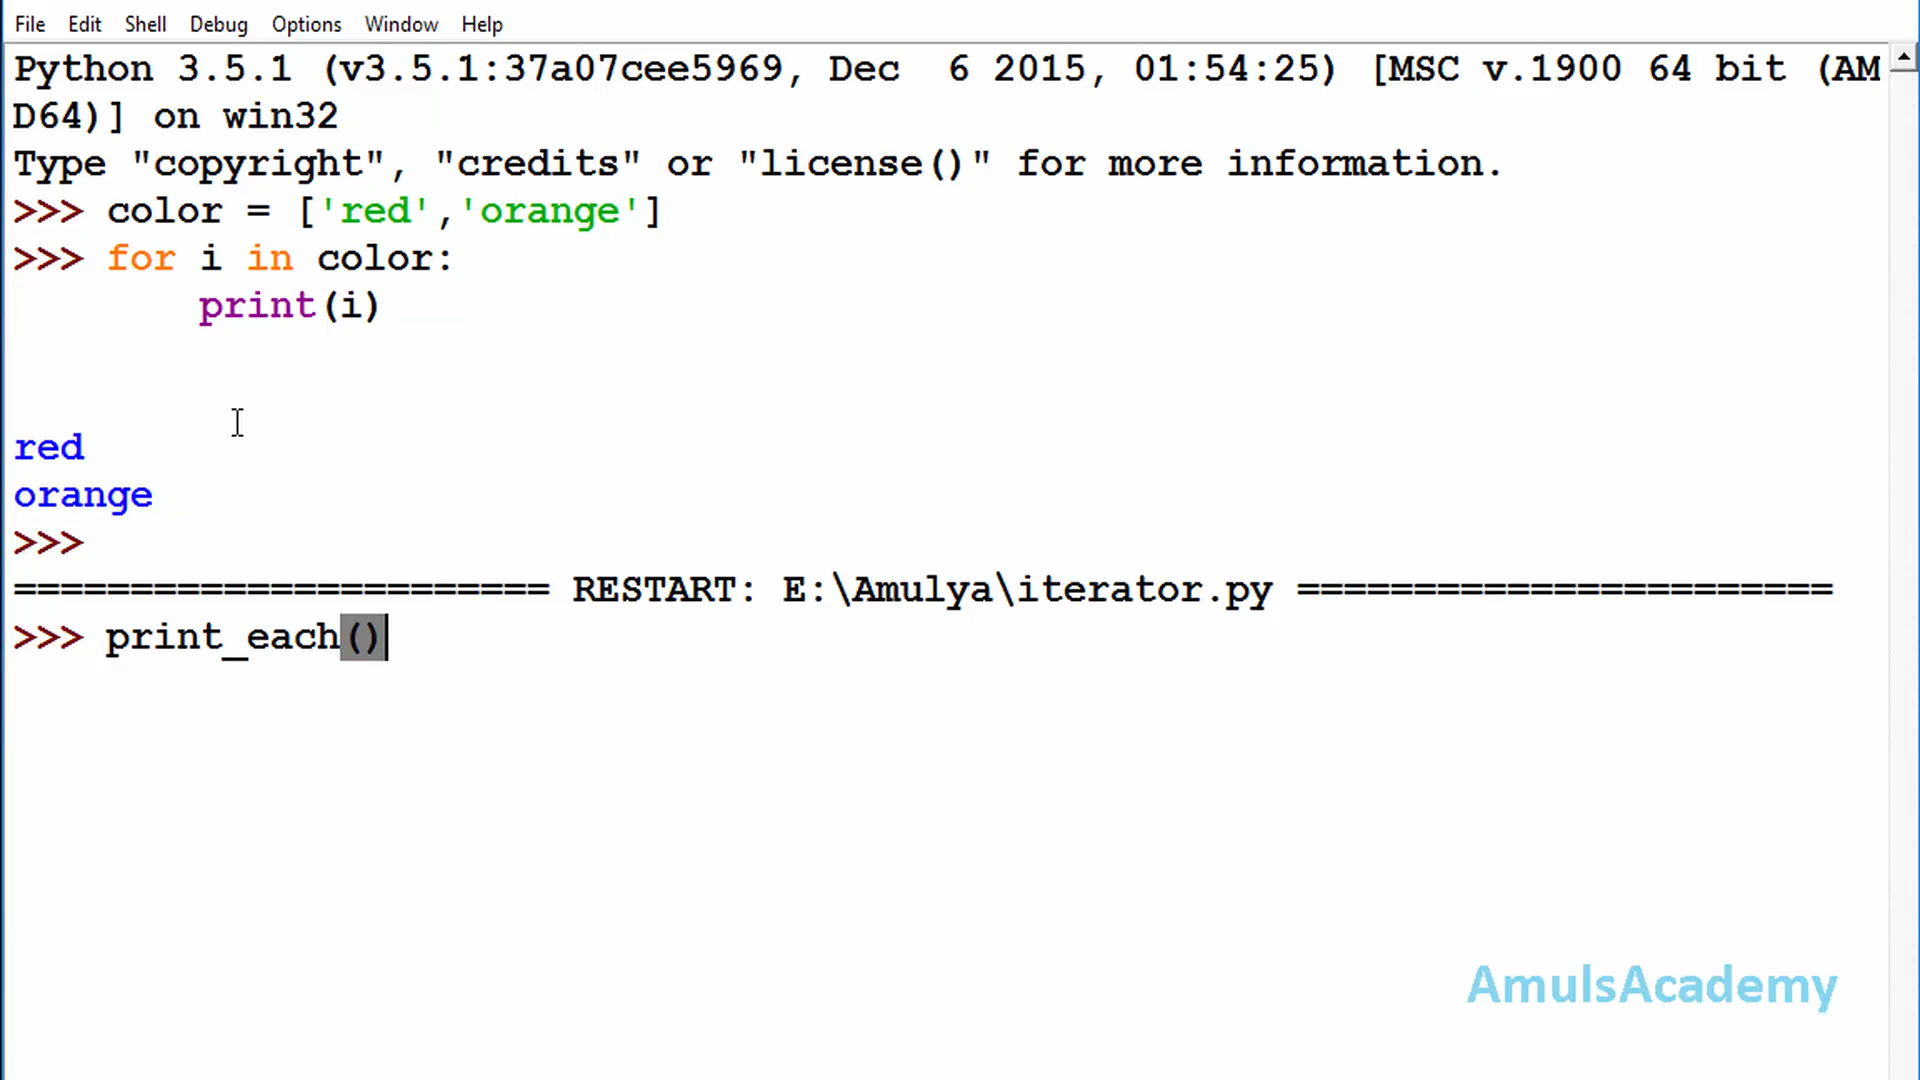 File Edit Shell Debug Options Window Help
Python 3.5.1 (v3.5.1:37a07cee5969, Dec  6 2015, 01:54:25) [MSC v.1900 64 bit (AM
D64)] on win32
Type "copyright", "credits" or "license()" for more information.
>>> color = ['red','orange']
>>> for i in color:
        print(i)
red
orange
>>>
======================= RESTART: E:\Amulya\iterator.py =======================
>>> print_each()
AmulsAcademy